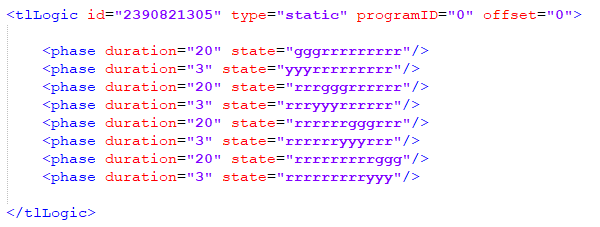 <tlLogic id="2390821305" type="static" programID="0" offset="0">
<phase duration="20" state="gggrrrrrrrrr"/>
<phase duration="3" state="yyyrrrrrrrrr"/>
<phase duration="20" state="rrrgggrrrrrr"/>
<phase duration="3" state="rrryyyrrrrrr"/>
<phase duration="20" state="rrrrrrgggrrr"/>
<phase duration="3" state="rrrrrryyyrrr"/>
<phase duration="20" state="rrrrrrrrrggg"/>
<phase duration="3" state="rrrrrrrrryyy"/>
</tlLogic>